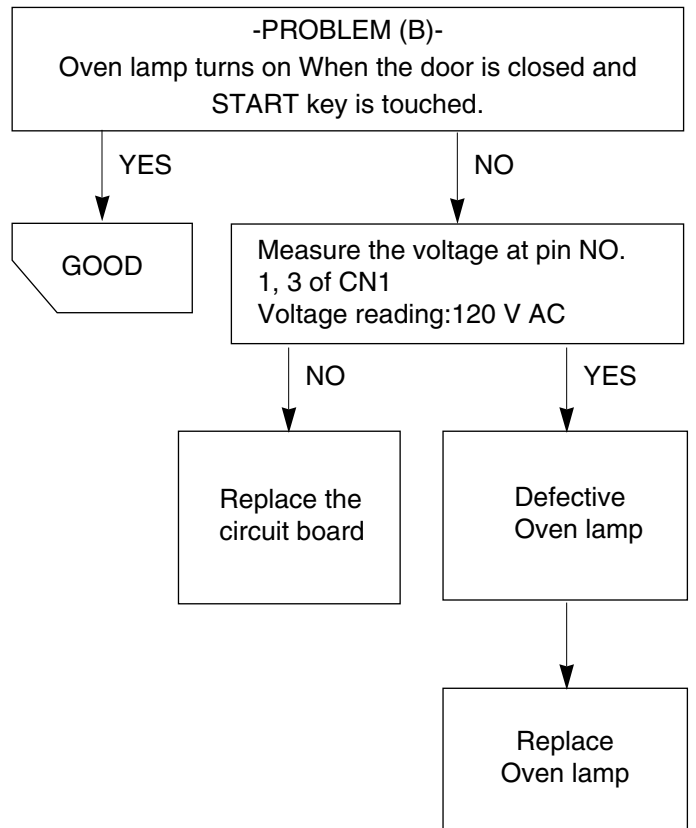 -PROBLEM (B)-
Oven lamp turns on When the door is closed and
START key is touched.
YES
NO
GOOD
Measure the voltage at pin NO.
1, 3 of CN1
Voltage reading:120 V AC
NO
YES
Replace the
circuit board
Defective
Oven lamp
Replace
Oven lamp